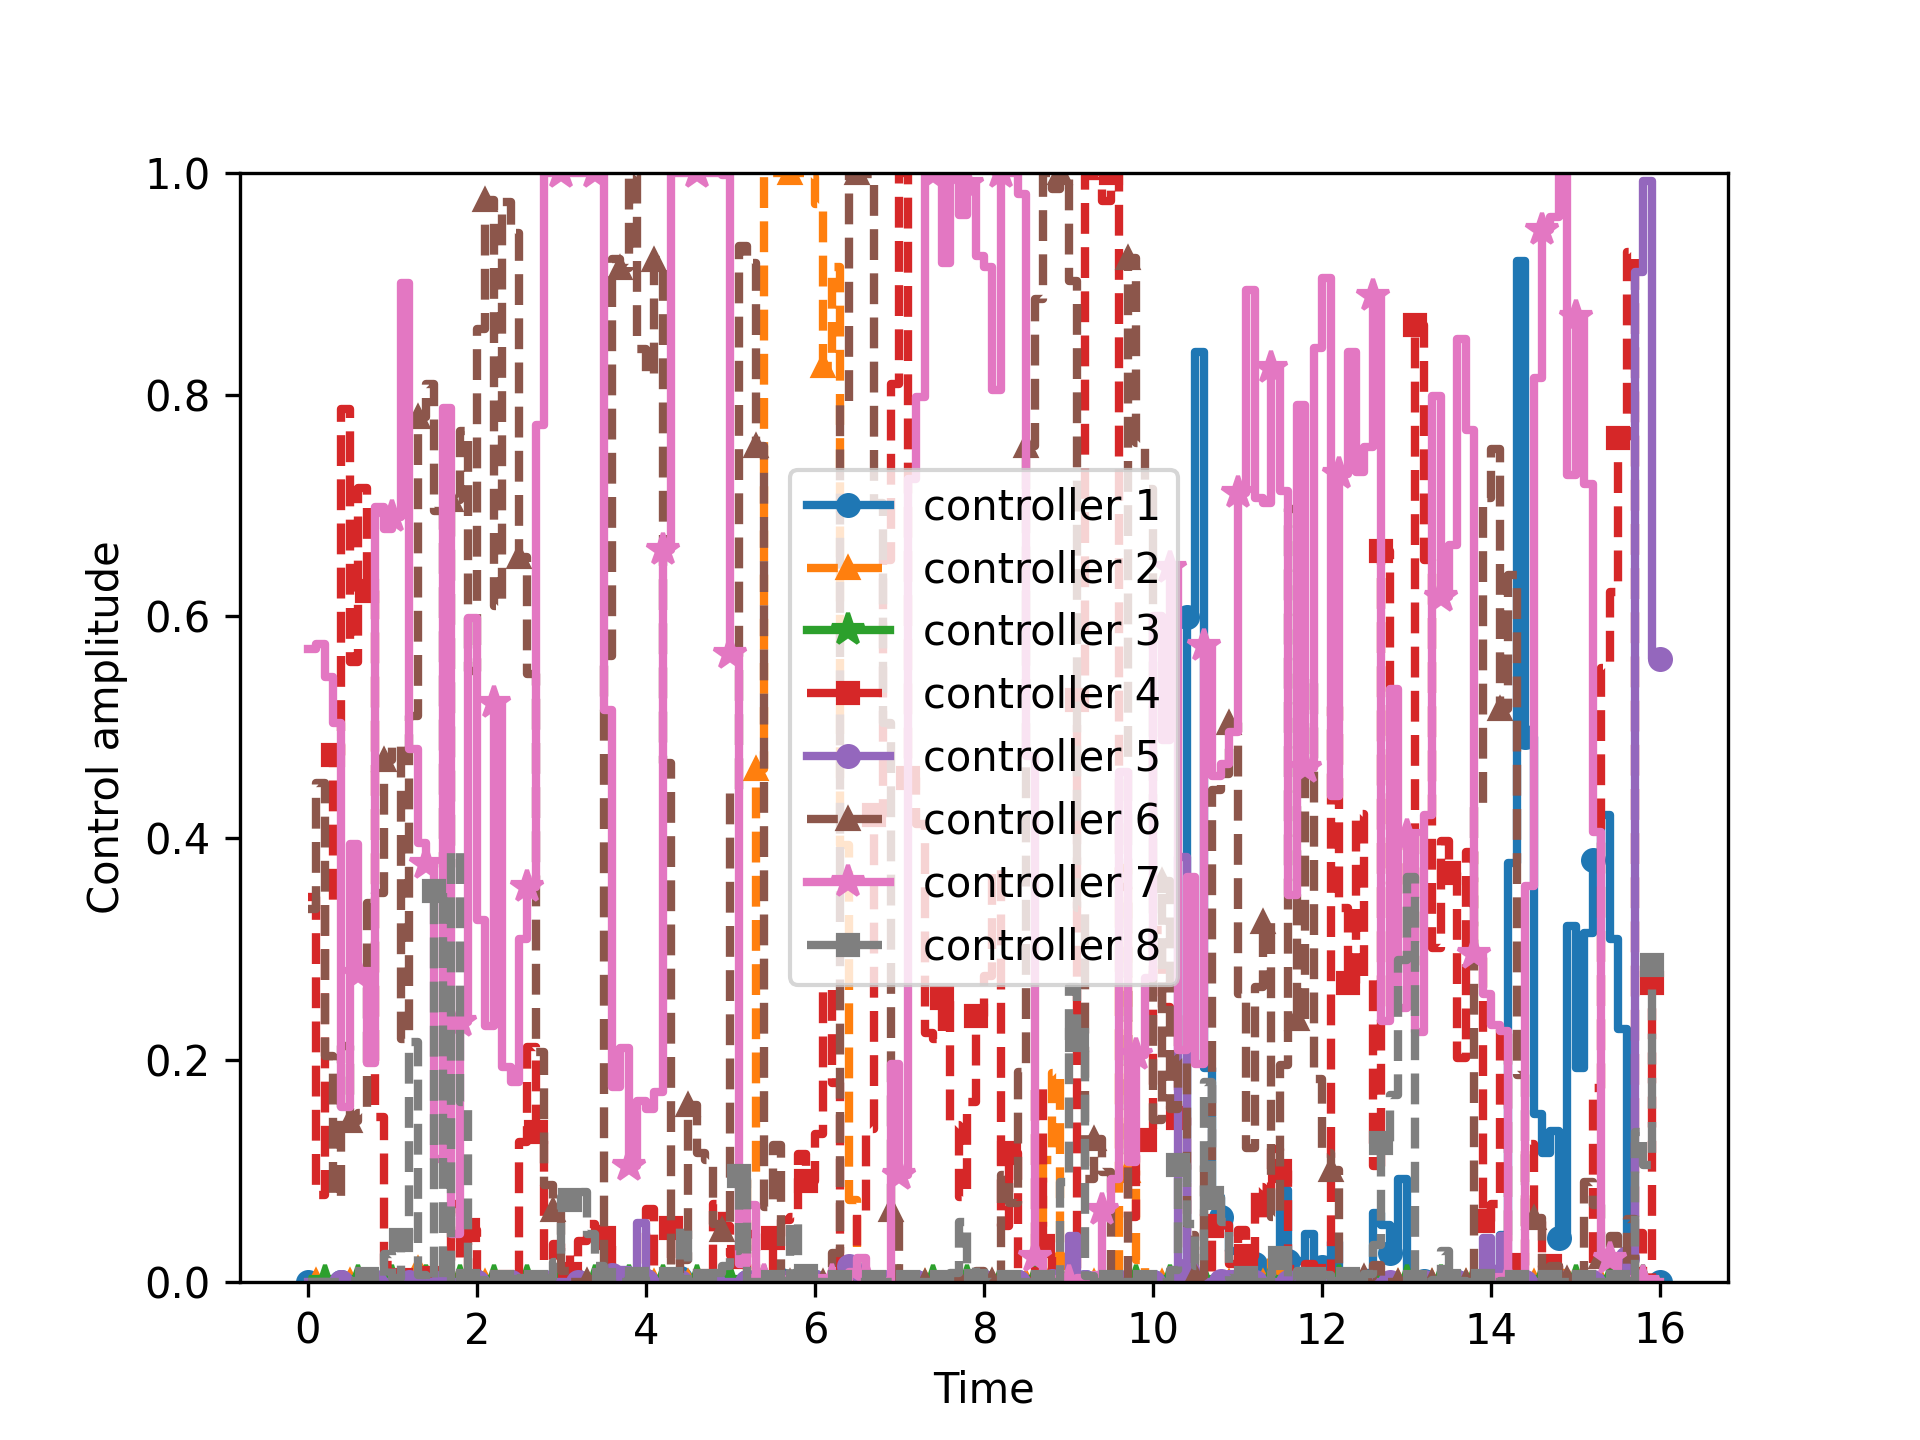 1.0
0.8
0.6
0.4
0.2
0.0
Control amplitude
controller 1
controller 2
controller 3
controller 4
controller 5
controller 6
controller 7
controller 8
0 2 4 6 8 10 12 14 16
Time